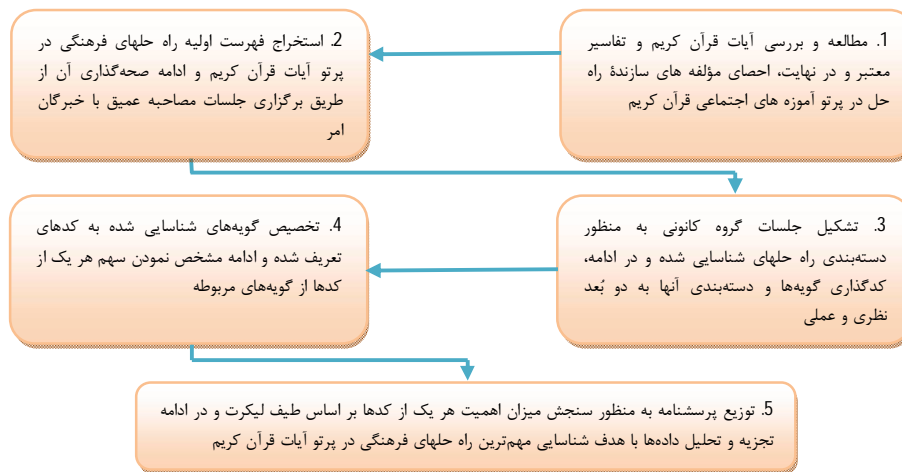 1. مطالعه و بررسی آیات قرآن کریم و تفاسیر
معتبر و در نهایت، احصای مؤلفه های سازندۀ راه
حل در پرتو آموزه های اجتماعی قرآن کریم
2. استخراج فهرست اولیه راه حلهای فرهنگی در
پرتو آیات قرآن کریم و ادامه صحه‌گذاری آن از
طریق برگزاری جلسات مصاحبه عمیق با خبرگان
امر
3. تشکیل جلسات گروه کانونی به منظور
دسته‌بندی راه حلهای شناسایی شده و در ادامه،
کدگذاری گویه‌ها و دسته‌بندی آنها به دو بُعد
نظری و عملی
4. تخصیص گویه‌های شناسایی شده به کدهای
تعریف شده و ادامه مشخص نمودن سهم هر یک از
کدها از گویه‌های مربوطه
5. توزیع پرسشنامه به منظور سنجش میزان اهمیت هر یک از کدها بر اساس طیف لیکرت و در ادامه
تجزیه و تحلیل داده‌ها با هدف شناسایی مهم‌ترین راه حلهای فرهنگی در پرتو آیات قرآن کریم